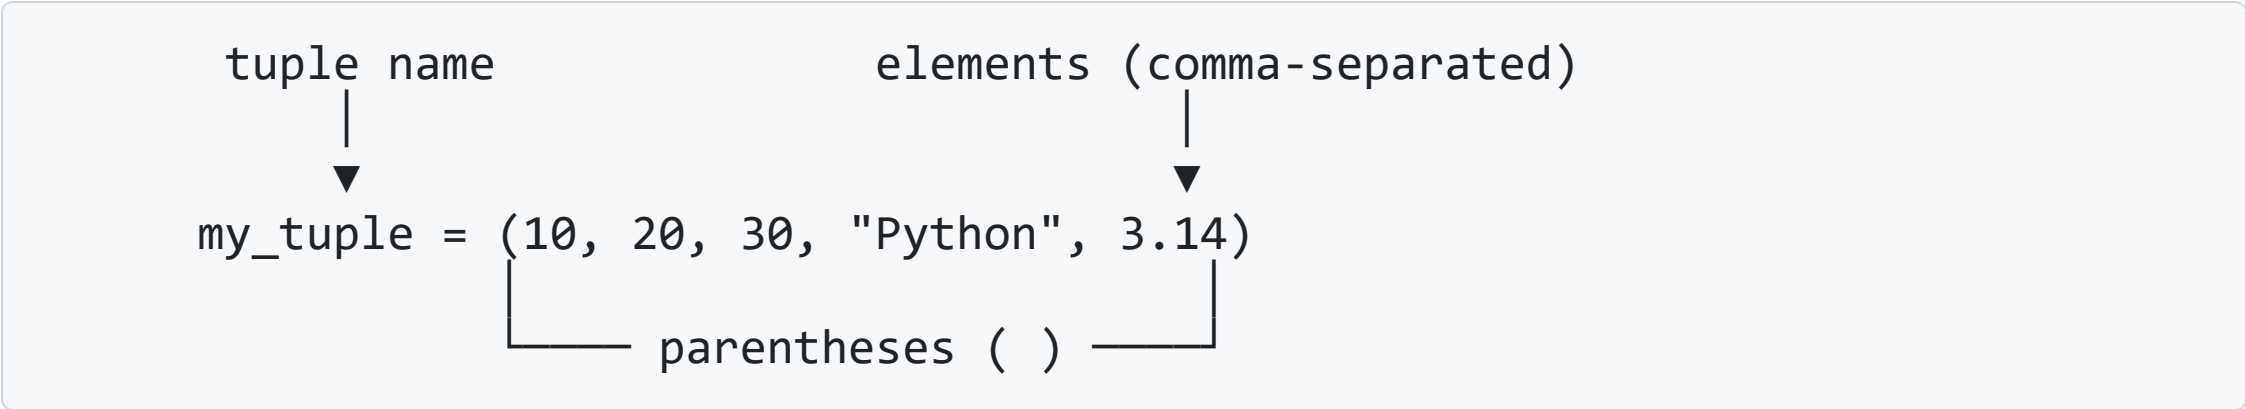 tuple name elements (comma-separated)
my_tuple = (10, 20, 30, "Python", 3.14)
parentheses ( )